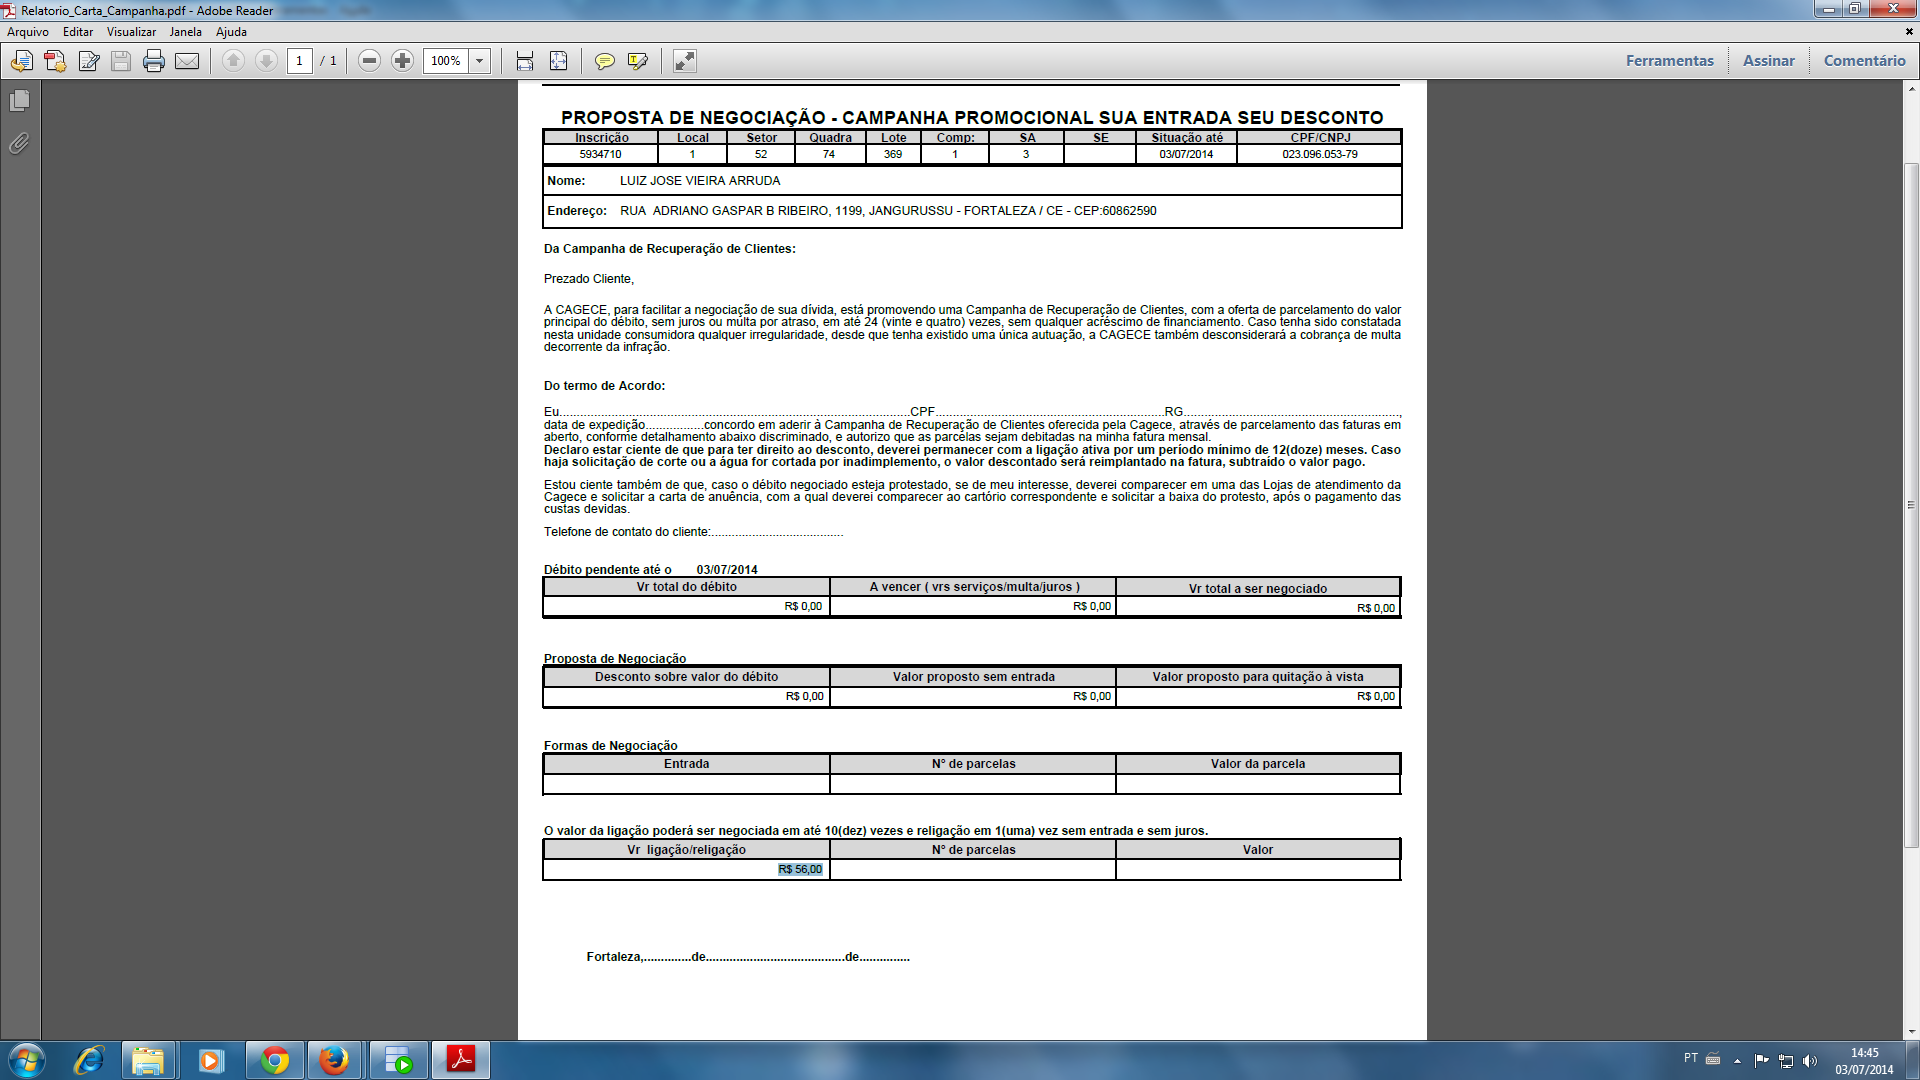 Relatorio_Carta_Campanha.pdf - Adobe Reader
Arquivo Editar Visualizar Janela Ajuda
1 / 1 100% Ferramentas Assinar Comentário
PROPOSTA DE NEGOCIAÇÃO - CAMPANHA PROMOCIONAL SUA ENTRADA SEU DESCONTO
Inscrição Local Setor Quadra Lote Comp: SA SE Situação até CPF/CNPJ
5934710 1 52 74 369 1 3 03/07/2014 023.096.053-79
Nome: LUIZ JOSE VIEIRA ARRUDA
Endereço: RUA ADRIANO GASPAR B RIBEIRO, 1199, JANGURUSSU - FORTALEZA / CE - CEP:60862590
Da Campanha de Recuperação de Clientes:
Prezado Cliente,
A CAGECE, para facilitar a negociação de sua dívida, está promovendo uma Campanha de Recuperação de Clientes, com a oferta de parcelamento do valor
principal do débito, sem juros ou multa por atraso, em até 24 (vinte e quatro) vezes, sem qualquer acréscimo de financiamento. Caso tenha sido constatada
nesta unidade consumidora qualquer irregularidade, desde que tenha existido uma única autuação, a CAGECE também desconsiderará a cobrança de multa
decorrente da infração.
Do termo de Acordo:
Eu..........................................................................................................CPF.....................................................................RG.................................................................,
data de expedição.................concordo em aderir à Campanha de Recuperação de Clientes oferecida pela Cagece, através de parcelamento das faturas em
aberto, conforme detalhamento abaixo discriminado, e autorizo que as parcelas sejam debitadas na minha fatura mensal.
Declaro estar ciente de que para ter direito ao desconto, deverei permanecer com a ligação ativa por um período mínimo de 12(doze) meses. Caso
haja solicitação de corte ou a água for cortada por inadimplemento, o valor descontado será reimplantado na fatura, subtraído o valor pago.
Estou ciente também de que, caso o débito negociado esteja protestado, se de meu interesse, deverei comparecer em uma das Lojas de atendimento da
Cagece e solicitar a carta de anuência, com a qual deverei comparecer ao cartório correspondente e solicitar a baixa do protesto, após o pagamento das
custas devidas.
Telefone de contato do cliente:.......................................
Débito pendente até o 03/07/2014
Vr total do débito A vencer ( vrs serviços/multa/juros ) Vr total a ser negociado
R$ 0,00 R$ 0,00 R$ 0,00
Proposta de Negociação
Desconto sobre valor do débito Valor proposto sem entrada Valor proposto para quitação à vista
R$ 0,00 R$ 0,00 R$ 0,00
Formas de Negociação
Entrada Nº de parcelas Valor da parcela
O valor da ligação poderá ser negociada em até 10(dez) vezes e religação em 1(uma) vez sem entrada e sem juros.
Vr ligação/religação Nº de parcelas Valor
R$ 56,00
Fortaleza,..............de.........................................de...............
PT 14:45
03/07/2014